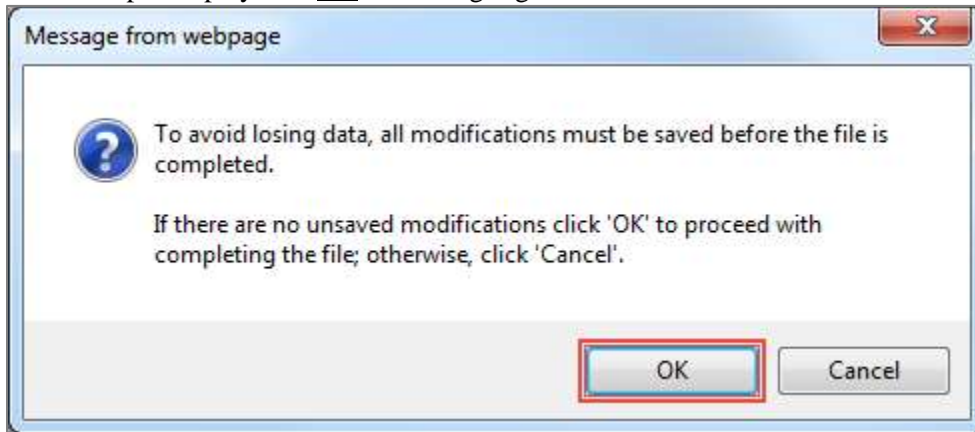 Message from webpage
To avoid losing data, all modifications must be saved before the file is
completed.
If there are no unsaved modifications click 'OK' to proceed with
completing the file; otherwise, click 'Cancel'.
OK
Cancel